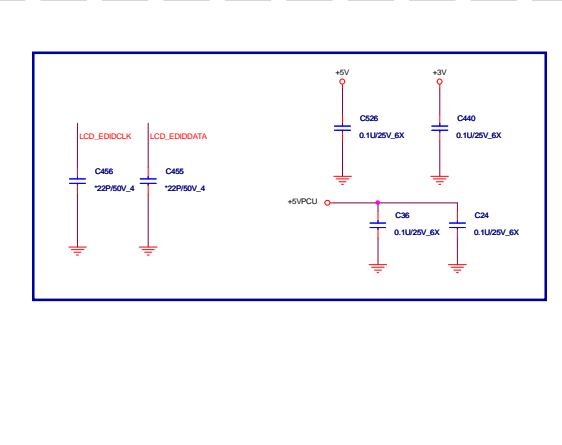 +5V
+3V
C526
0.1U/25V_6X
C440
0.1U/25V_6X
LCD_EDIDCLK
LCD_EDIDDATA
C456
*22P/50V_4
C455
*22P/50V_4
+5VPCU
C36
0.1U/25V_6X
C24
0.1U/25V_6X